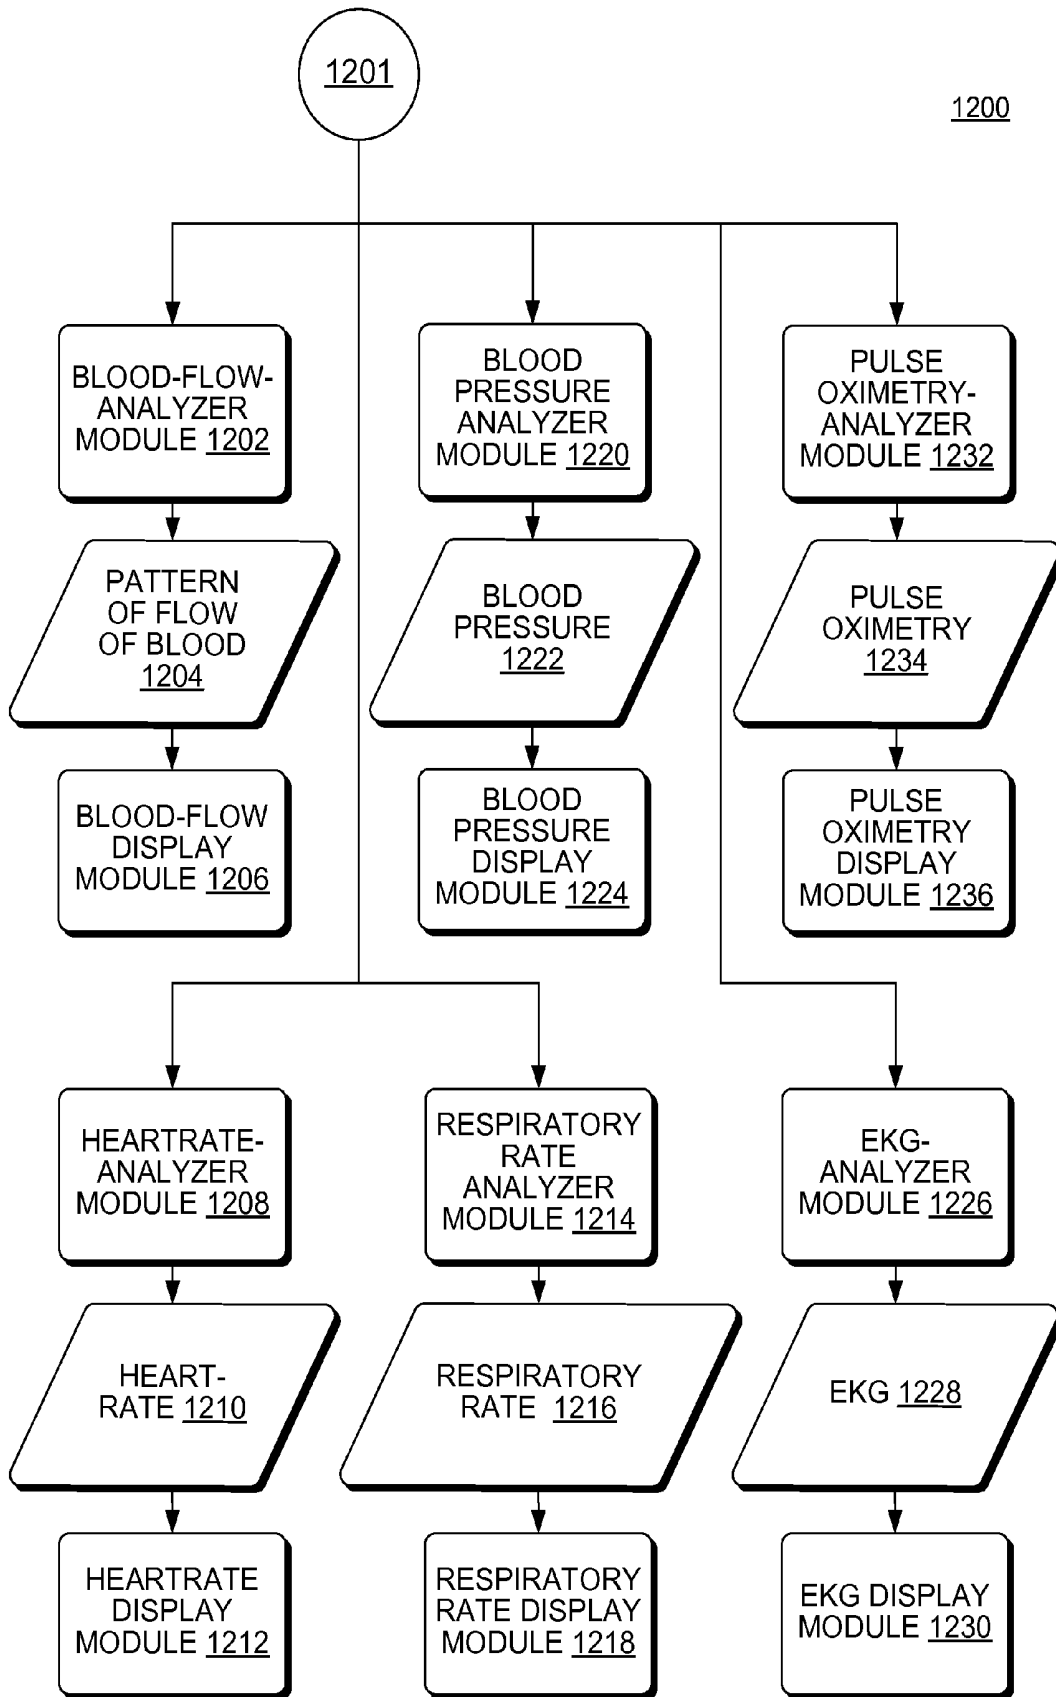 1201
1200
BLOOD-FLOW-
ANALYZER
MODULE 1202
BLOOD
PRESSURE
ANALYZER
MODULE 1220
PULSE
OXIMETRY-
ANALYZER
MODULE 1232
PATTERN
OF FLOW
OF BLOOD
1204
BLOOD
PRESSURE
1222
PULSE
OXIMETRY
1234
BLOOD-FLOW
DISPLAY
MODULE 1206
BLOOD
PRESSURE
DISPLAY
MODULE 1224
PULSE
OXIMETRY
DISPLAY
MODULE 1236
HEARTRATE-
ANALYZER
MODULE 1208
RESPIRATORY
RATE
ANALYZER
MODULE 1214
EKG-
ANALYZER
MODULE 1226
HEART-
RATE 1210
RESPIRATORY
RATE 1216
EKG 1228
HEARTRATE
DISPLAY
MODULE 1212
RESPIRATORY
RATE DISPLAY
MODULE 1218
EKG DISPLAY
MODULE 1230